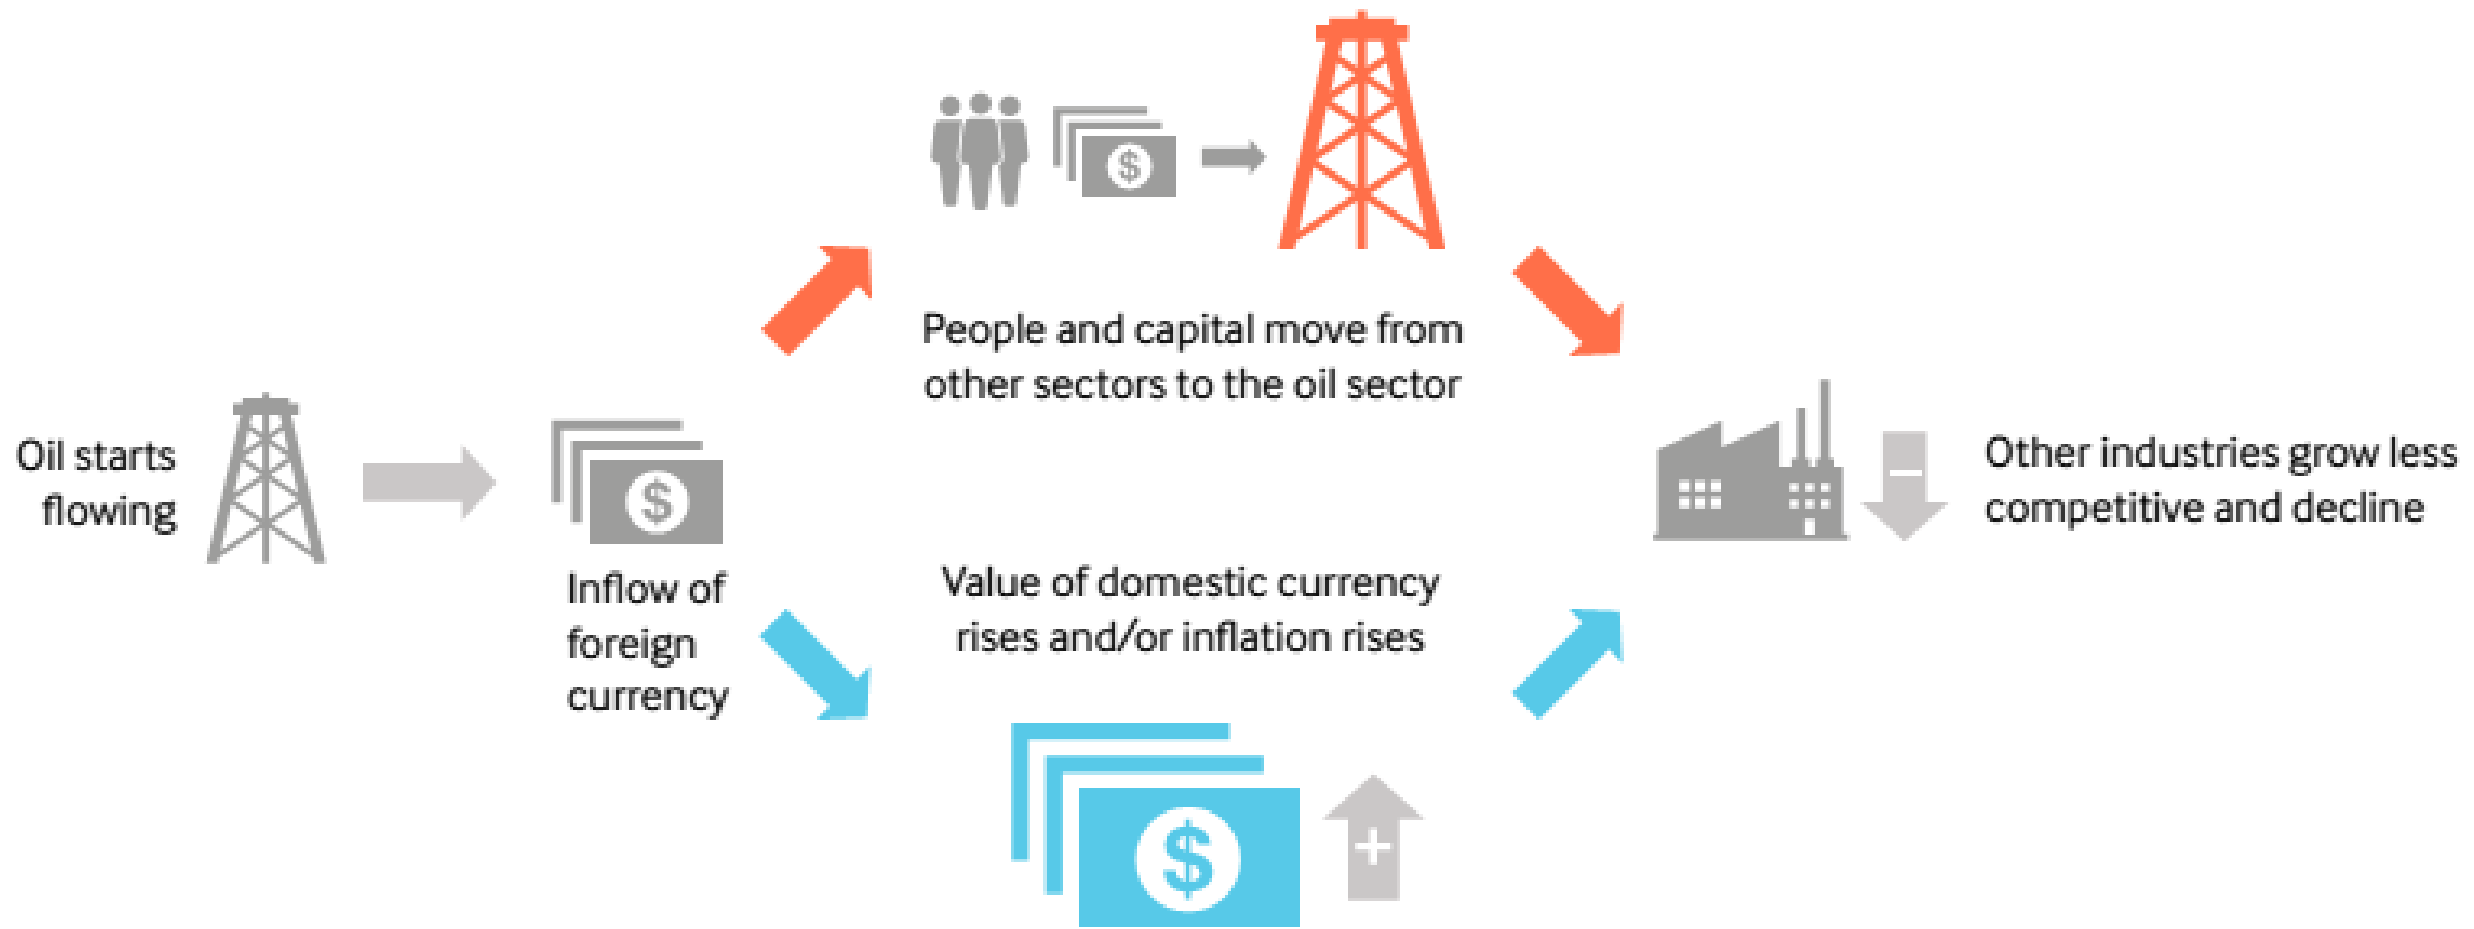 Oil starts
flowing
$
Inflow of
foreign
currency
$
People and capital move from
other sectors to the oil sector
Value of domestic currency
rises and/or inflation rises
$
+
−
Other industries grow less
competitive and decline